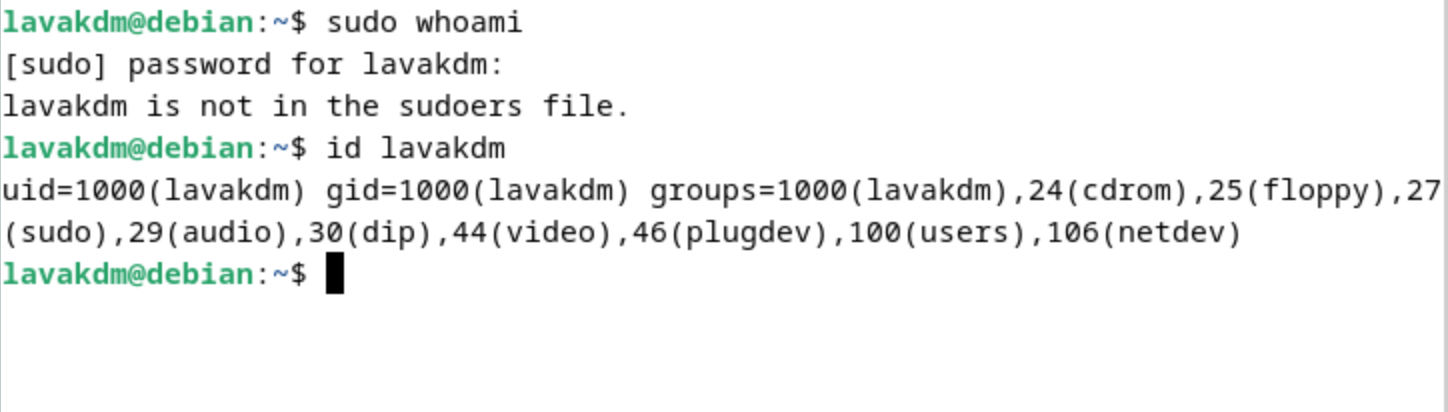 lavakdm@debian:~$ sudo whoami
[sudo] password for lavakdm:
lavakdm is not in the sudoers file.
lavakdm@debian:~$ id lavakdm
uid=1000(lavakdm) gid=1000(lavakdm) groups=1000(lavakdm),24(cdrom),25(floppy),27
(sudo),29(audio),30(dip),44(video),46(plugdev),100(users),106(netdev)
lavakdm@debian:~$